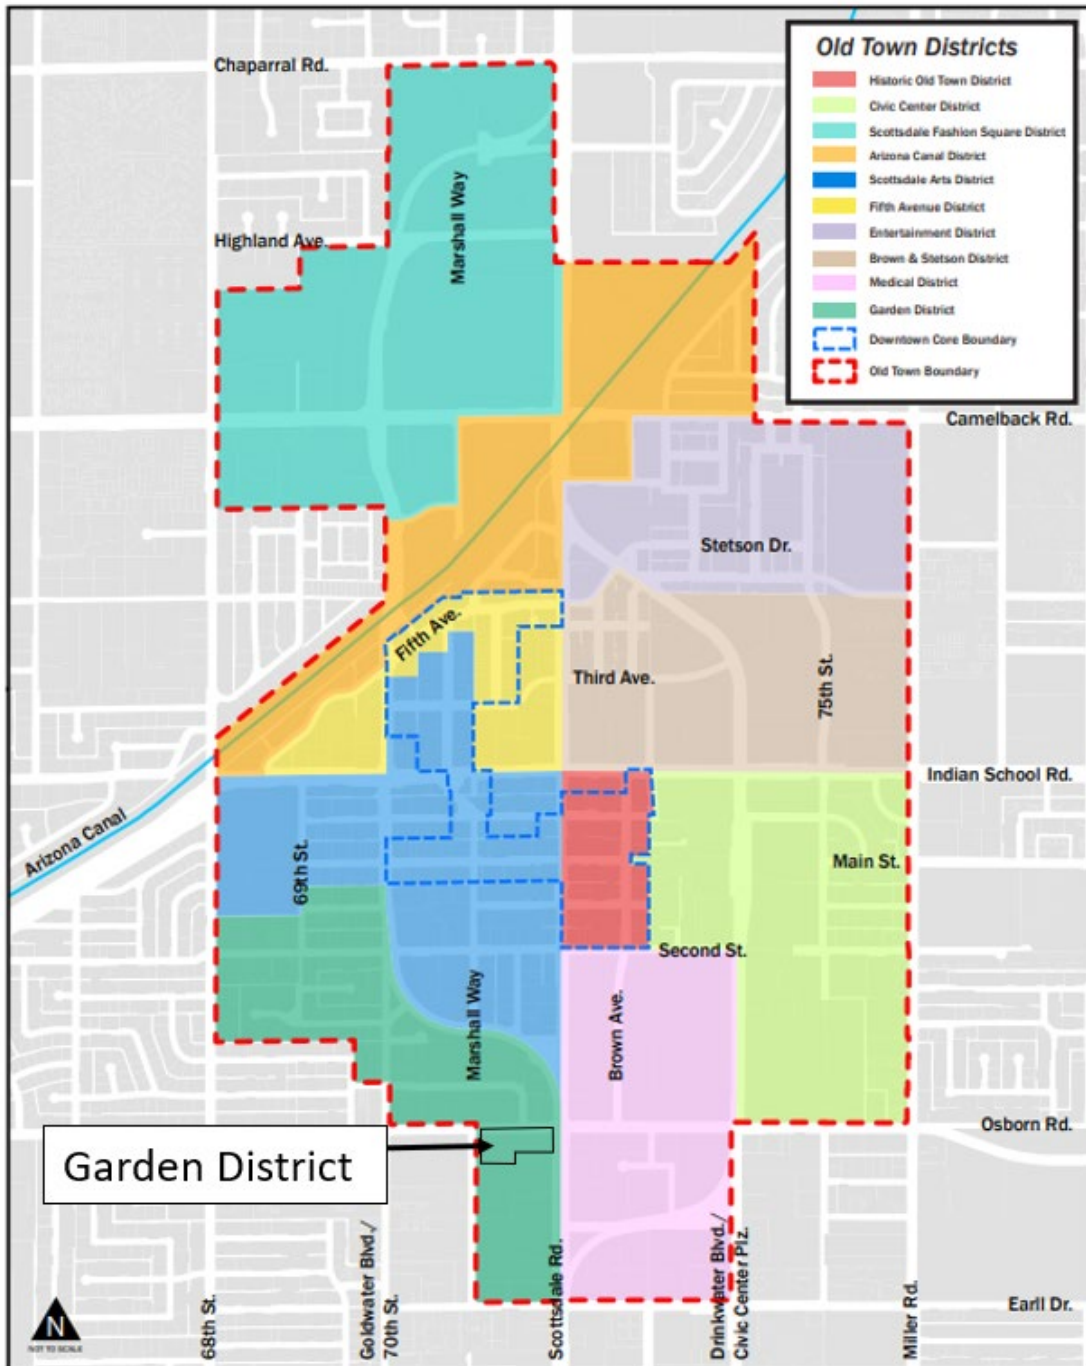 Old Town Districts
Historic Old Town District
Civic Center District
Scottsdale Fashion Square District
Arizona Canal District
Scottsdale Arts District
Fifth Avenue District
Entertainment District
Brown & Stetson District
Medical District
Garden District
Downtown Core Boundary
Old Town Boundary
Chaparral Rd.
Marshall Way
Highland Ave.
Camelback Rd.
Stetson Dr.
Fifth Ave.
Third Ave.
75th St.
Indian School Rd.
Arizona Canal
69th St.
Main St.
Second St.
Marshall Way
Brown Ave.
Osborn Rd.
Garden District
68th St.
Goldwater Blvd./
70th St.
Scottsdale Rd.
Drinkwater Blvd./
Civic Center Plz.
Miller Rd.
Earll Dr.
N
NOT TO SCALE